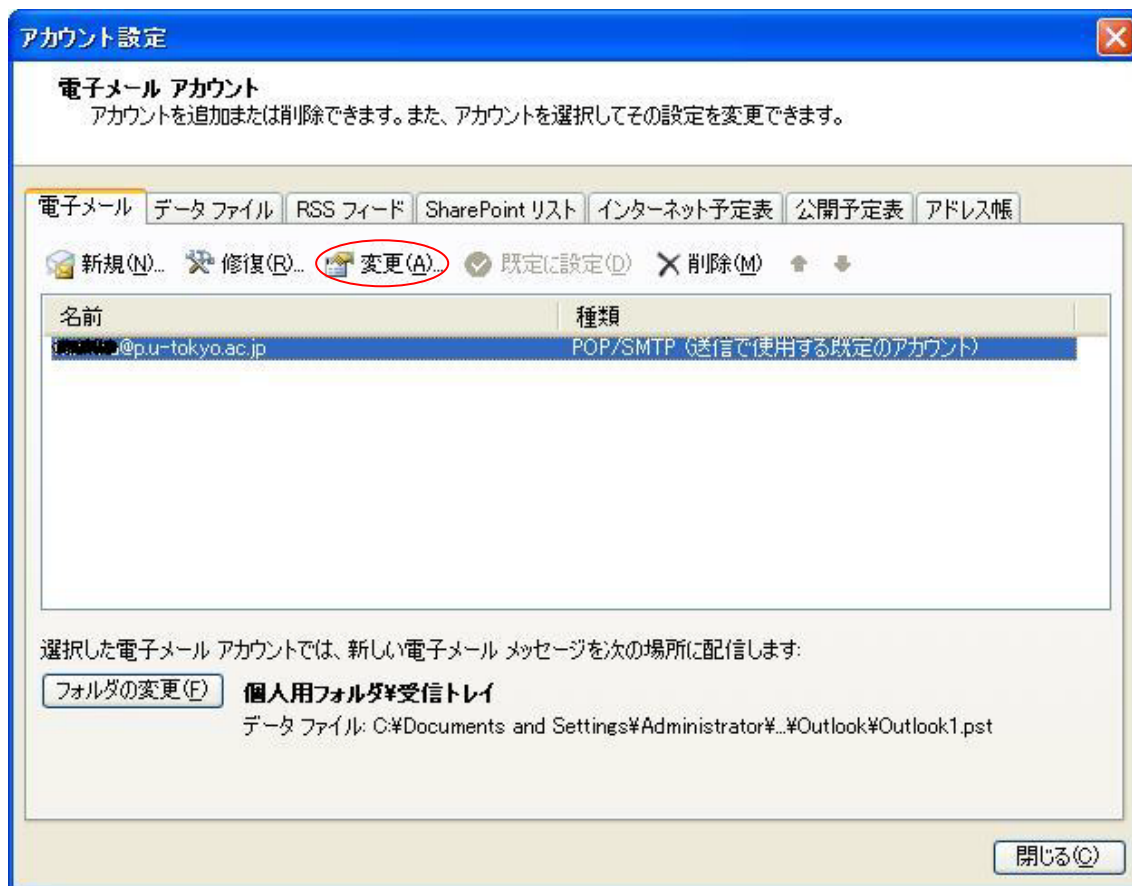 アカウント設定
電子メール アカウント
アカウントを追加または削除できます。また、アカウントを選択してその設定を変更できます。
電子メール データ ファイル RSS フィード SharePoint リスト インターネット予定表 公開予定表 アドレス帳
新規(N)... 修復(R)... 変更(A)... 既定に設定(D) 削除(M)
名前 種類
@p.u-tokyo.ac.jp POP/SMTP (送信で使用する既定のアカウント)
選択した電子メール アカウントでは、新しい電子メール メッセージを次の場所に配信します:
フォルダの変更(F) 個人用フォルダ¥受信トレイ
データ ファイル: C:¥Documents and Settings¥Administrator¥...¥Outlook¥Outlook1.pst
閉じる(C)